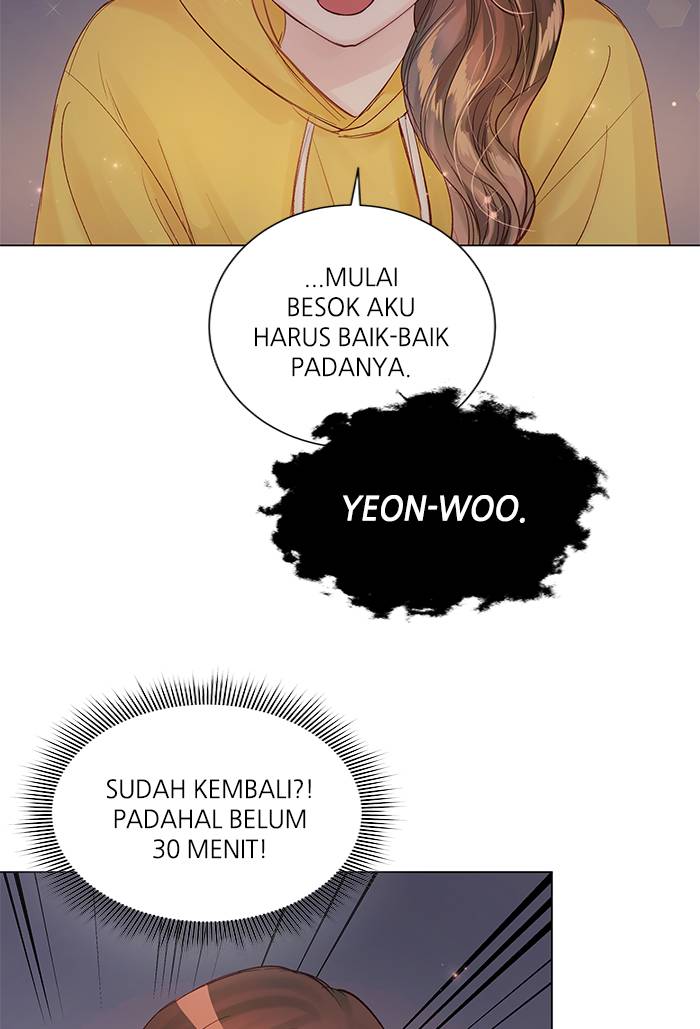 ...MULAI
BESOK AKU
HARUS BAIK-BAIK
PADANYA.
YEON-WOO.
SUDAH KEMBALI?!
PADAHAL BELUM
30 MENIT!